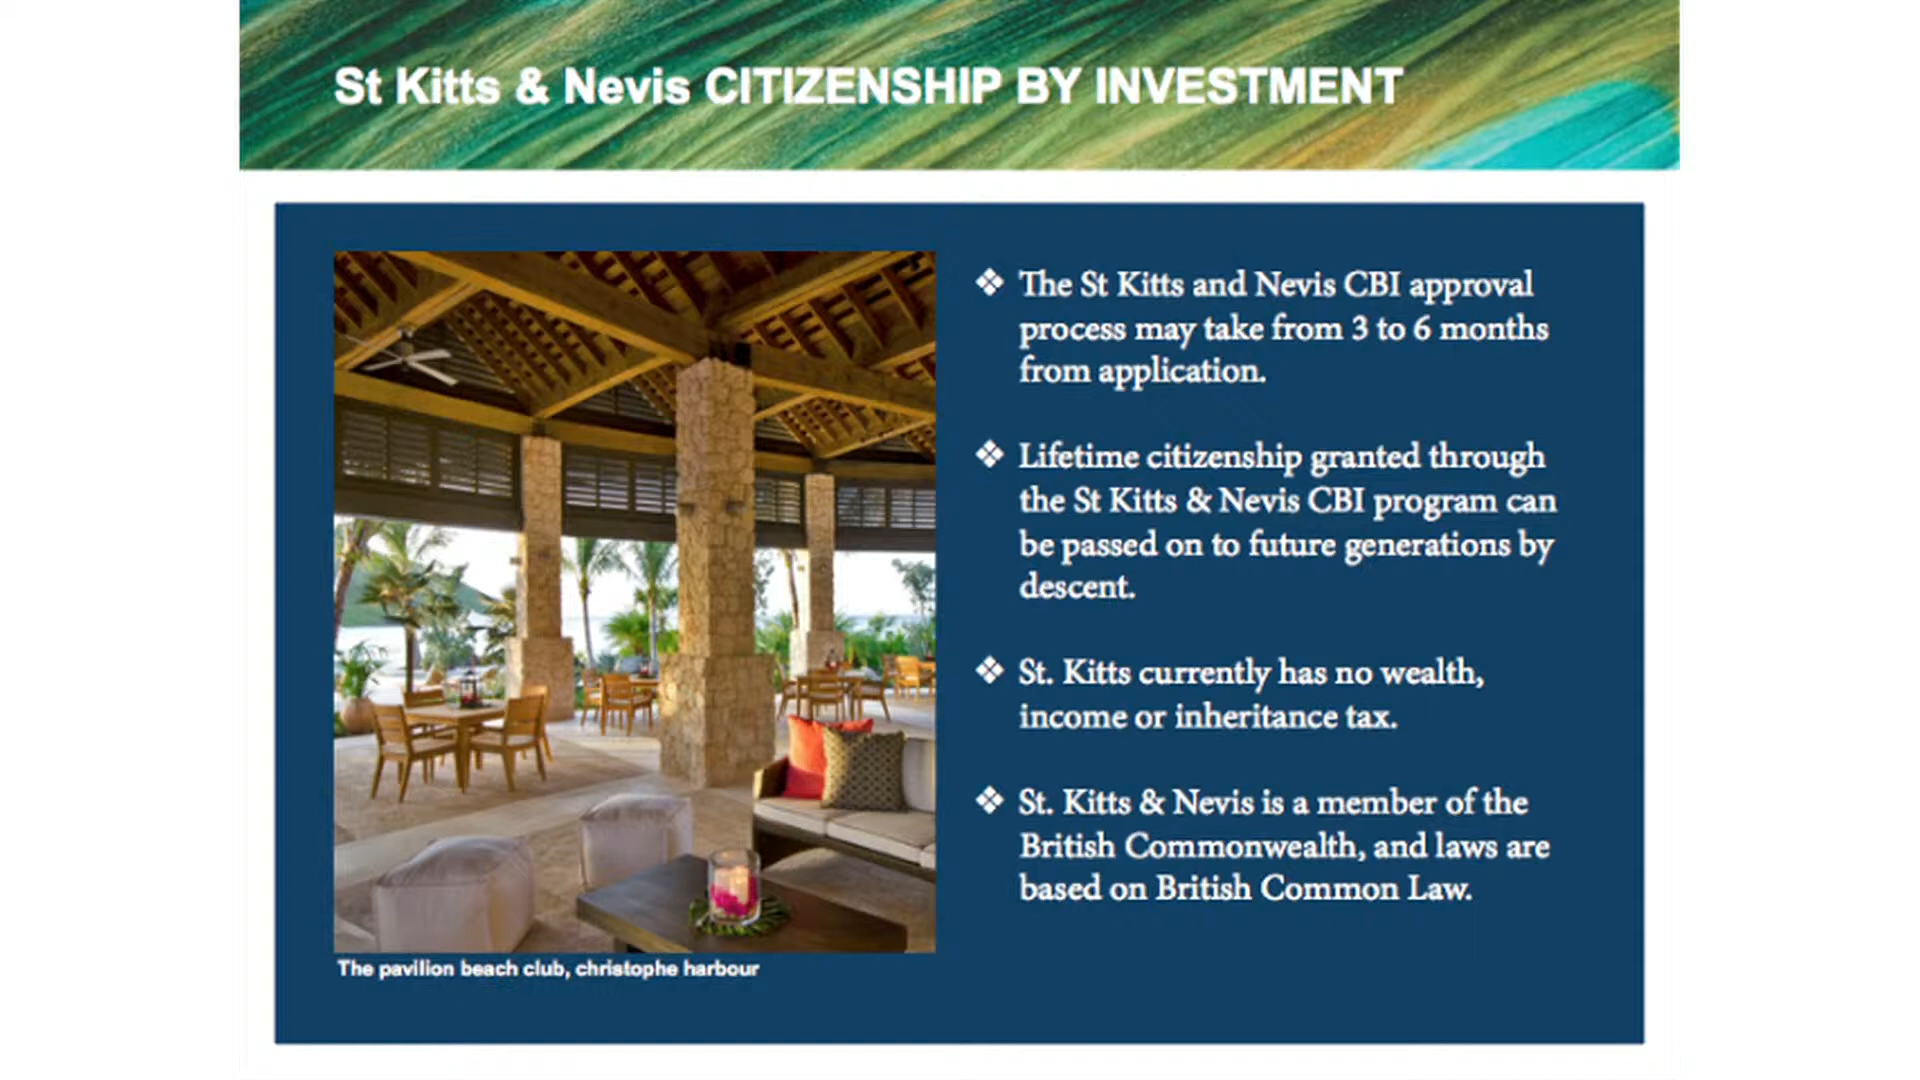 St Kitts & Nevis CITIZENSHIP BY INVESTMENT
❖ The St Kitts and Nevis CBI approval
process may take from 3 to 6 months
from application.
❖ Lifetime citizenship granted through
the St Kitts & Nevis CBI program can
be passed on to future generations by
descent.
❖ St. Kitts currently has no wealth,
income or inheritance tax.
❖ St. Kitts & Nevis is a member of the
British Commonwealth, and laws are
based on British Common Law.
The pavilion beach club, christophe harbour